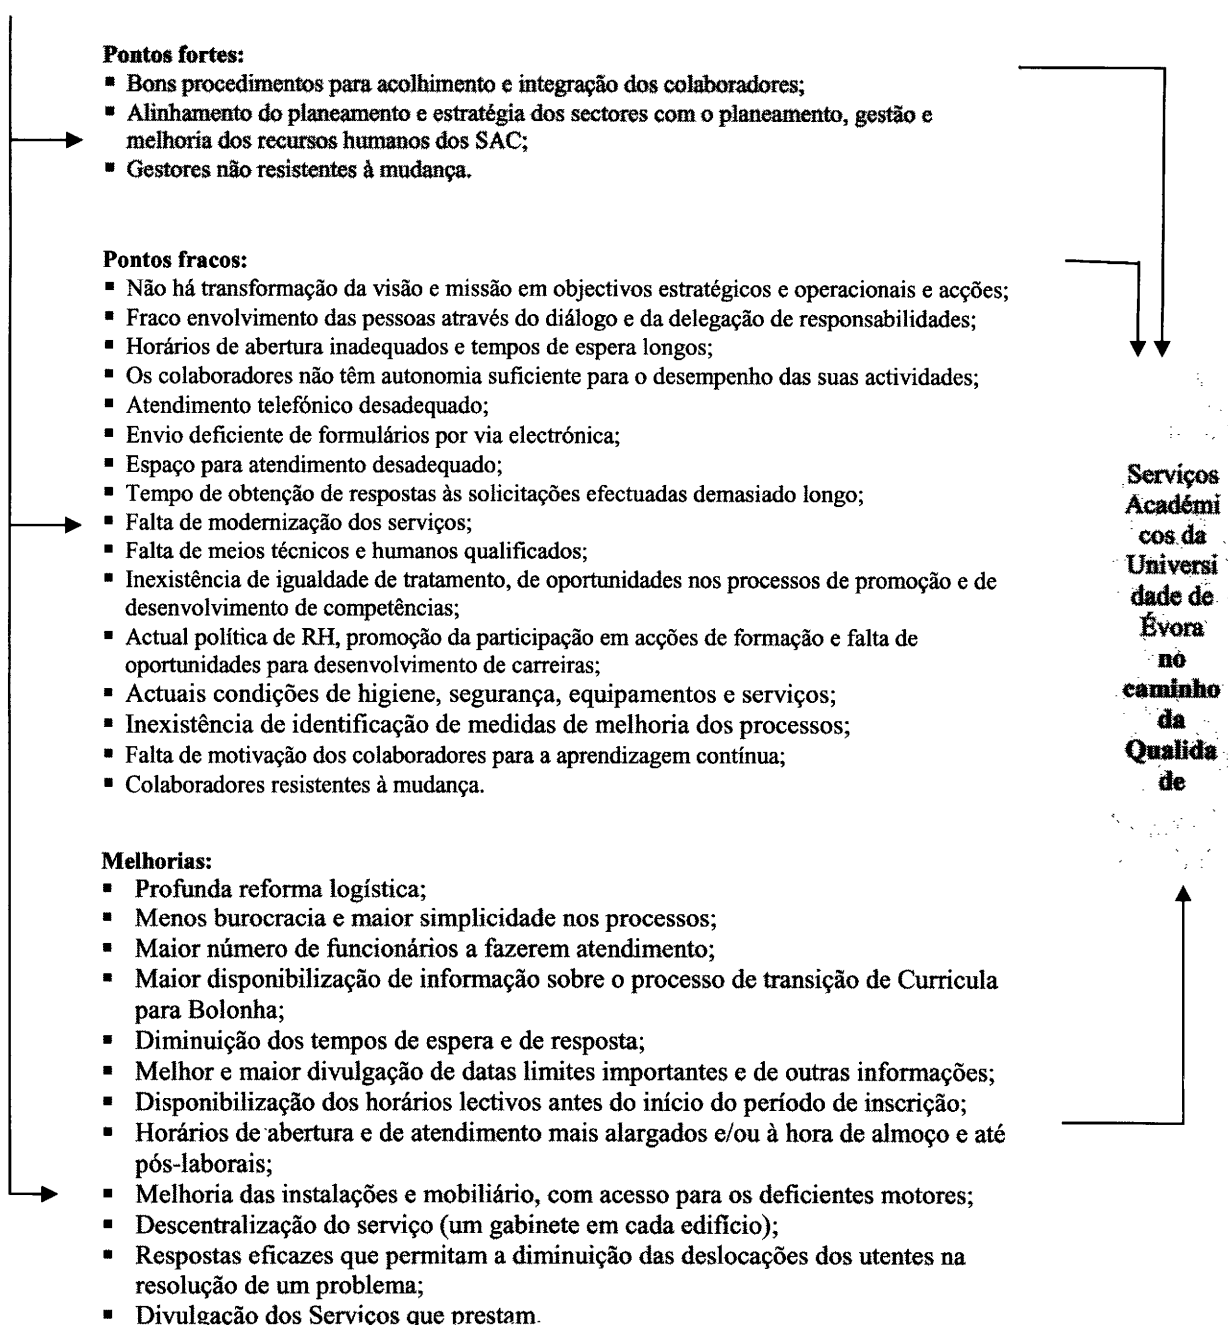 Pontos fortes:
▪ Bons procedimentos para acolhimento e integração dos colaboradores;
▪ Alinhamento do planeamento e estratégia dos sectores com o planeamento, gestão e
melhoria dos recursos humanos dos SAC;
▪ Gestores não resistentes à mudança.
Pontos fracos:
▪ Não há transformação da visão e missão em objectivos estratégicos e operacionais e acções;
▪ Fraco envolvimento das pessoas através do diálogo e da delegação de responsabilidades;
▪ Horários de abertura inadequados e tempos de espera longos;
▪ Os colaboradores não têm autonomia suficiente para o desempenho das suas actividades;
▪ Atendimento telefónico desadequado;
▪ Envio deficiente de formulários por via electrónica;
▪ Espaço para atendimento desadequado;
▪ Tempo de obtenção de respostas às solicitações efectuadas demasiado longo;
▪ Falta de modernização dos serviços;
▪ Falta de meios técnicos e humanos qualificados;
▪ Inexistência de igualdade de tratamento, de oportunidades nos processos de promoção e de
desenvolvimento de competências;
▪ Actual política de RH, promoção da participação em acções de formação e falta de
oportunidades para desenvolvimento de carreiras;
▪ Actuais condições de higiene, segurança, equipamentos e serviços;
▪ Inexistência de identificação de medidas de melhoria dos processos;
▪ Falta de motivação dos colaboradores para a aprendizagem contínua;
▪ Colaboradores resistentes à mudança.
Melhorias:
▪ Profunda reforma logística;
▪ Menos burocracia e maior simplicidade nos processos;
▪ Maior número de funcionários a fazerem atendimento;
▪ Maior disponibilização de informação sobre o processo de transição de Curricula
para Bolonha;
▪ Diminuição dos tempos de espera e de resposta;
▪ Melhor e maior divulgação de datas limites importantes e de outras informações;
▪ Disponibilização dos horários lectivos antes do início do período de inscrição;
▪ Horários de abertura e de atendimento mais alargados e/ou à hora de almoço e até
pós-laborais;
▪ Melhoria das instalações e mobiliário, com acesso para os deficientes motores;
▪ Descentralização do serviço (um gabinete em cada edifício);
▪ Respostas eficazes que permitam a diminuição das deslocações dos utentes na
resolução de um problema;
▪ Divulgação dos Serviços que prestam.
Serviços
Académi
cos da
Universi
dade de
Évora
no
caminho
da
Qualida
de